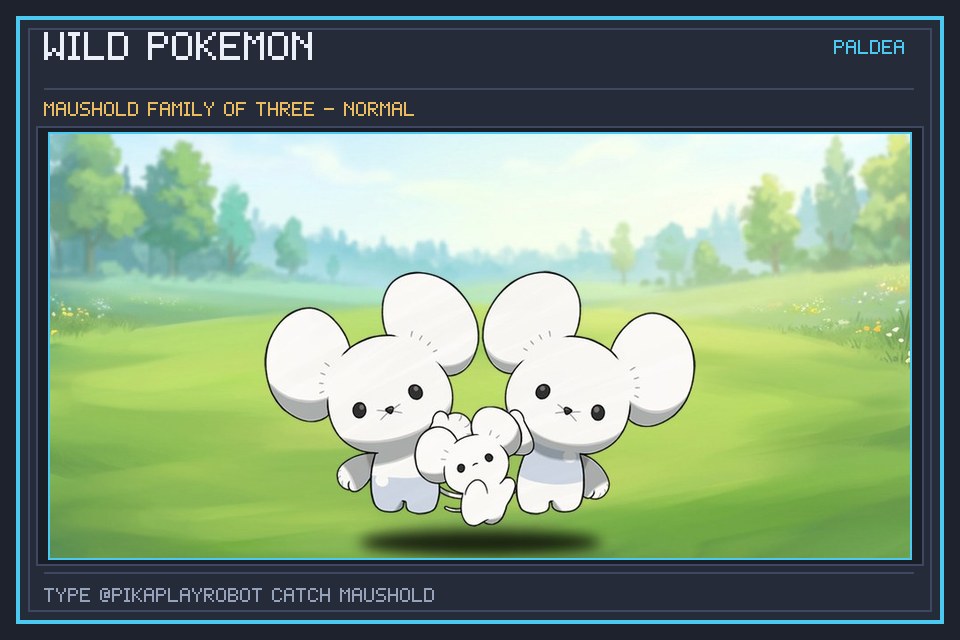 WILD POKEMON
PALDEA
MAUSHOLD FAMILY OF THREE - NORMAL
TYPE @PIKAPLAYROBOT CATCH MAUSHOLD